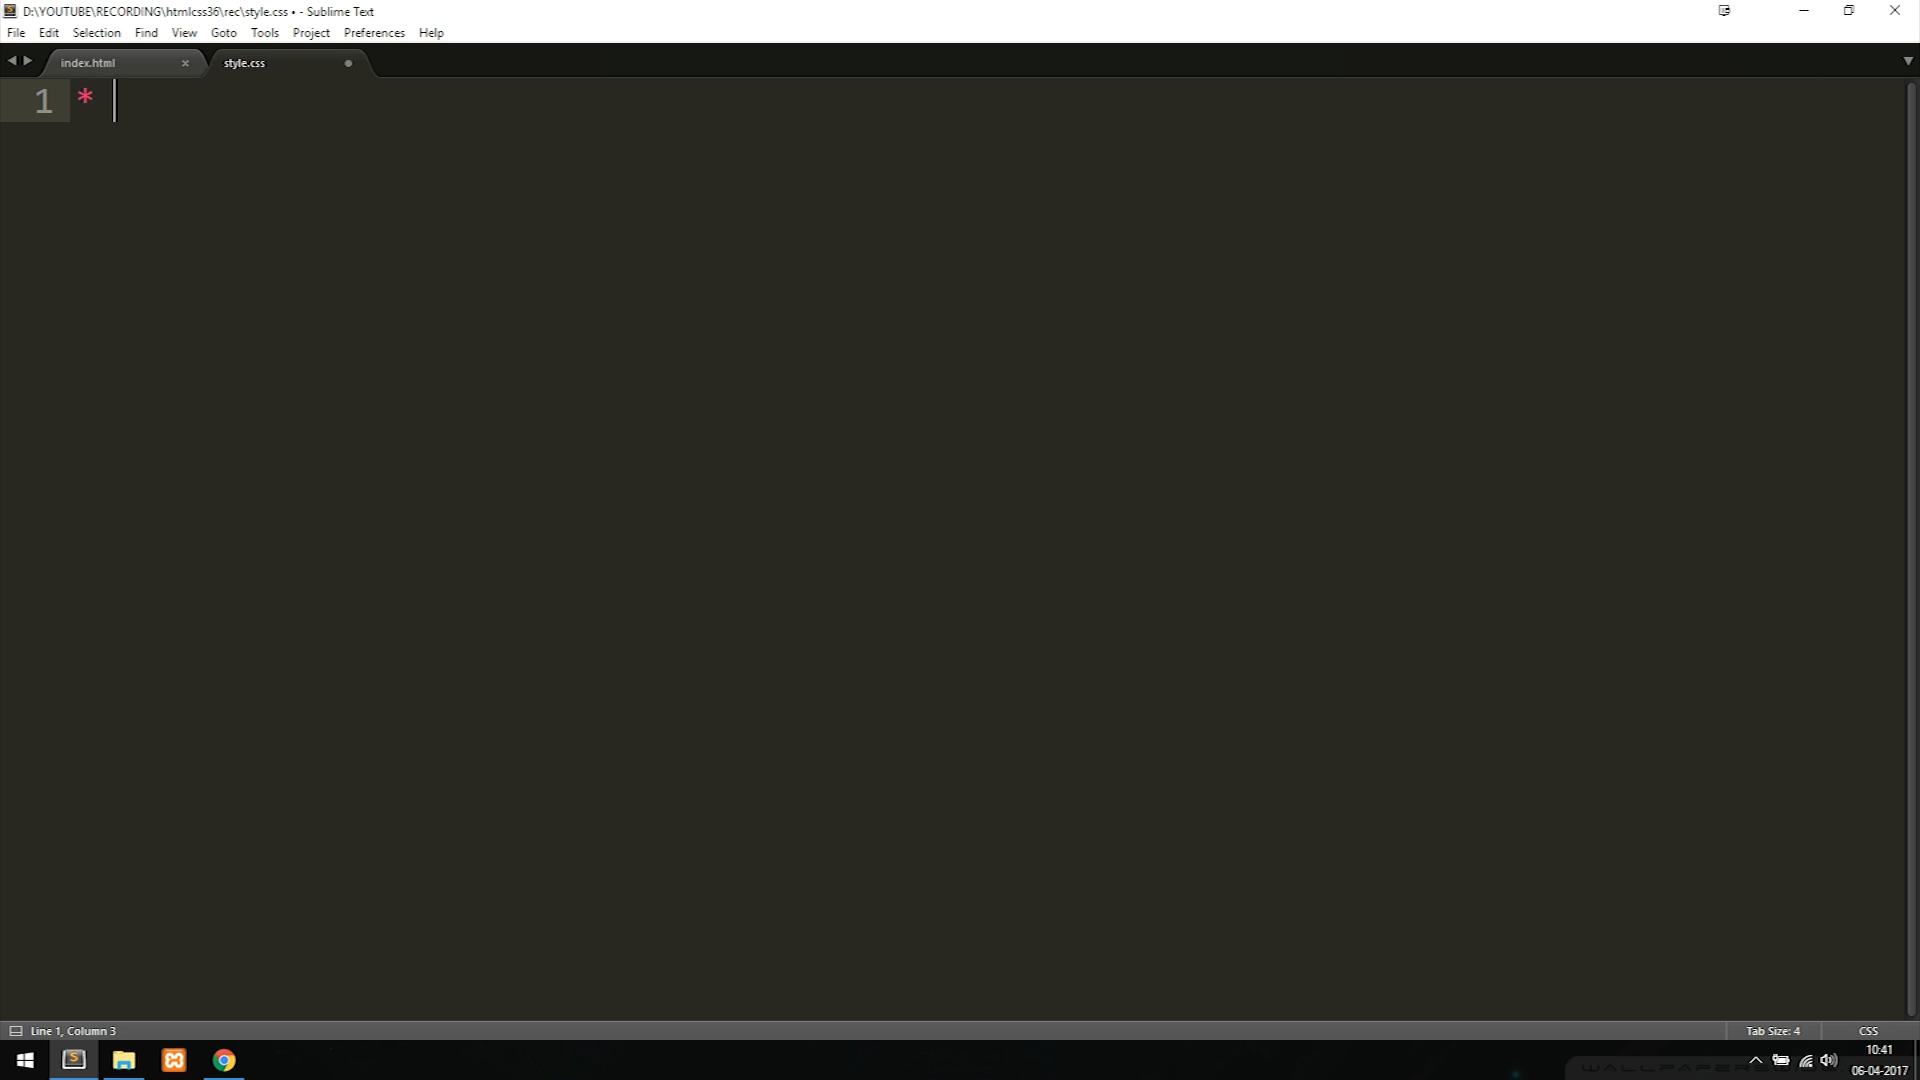 D:\YOUTUBE\RECORDING\htmlcss36\rec\style.css • - Sublime Text
File Edit Selection Find View Goto Tools Project Preferences Help
index.html × style.css
1 *
Line 1, Column 3 Tab Size: 4 CSS
10:41
06-04-2017